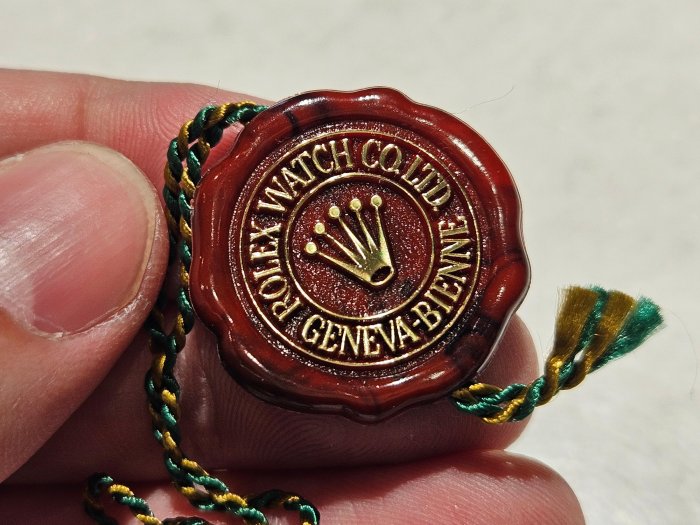 ROLEX WATCH CO. LTD.
GENEVA-BIENNE